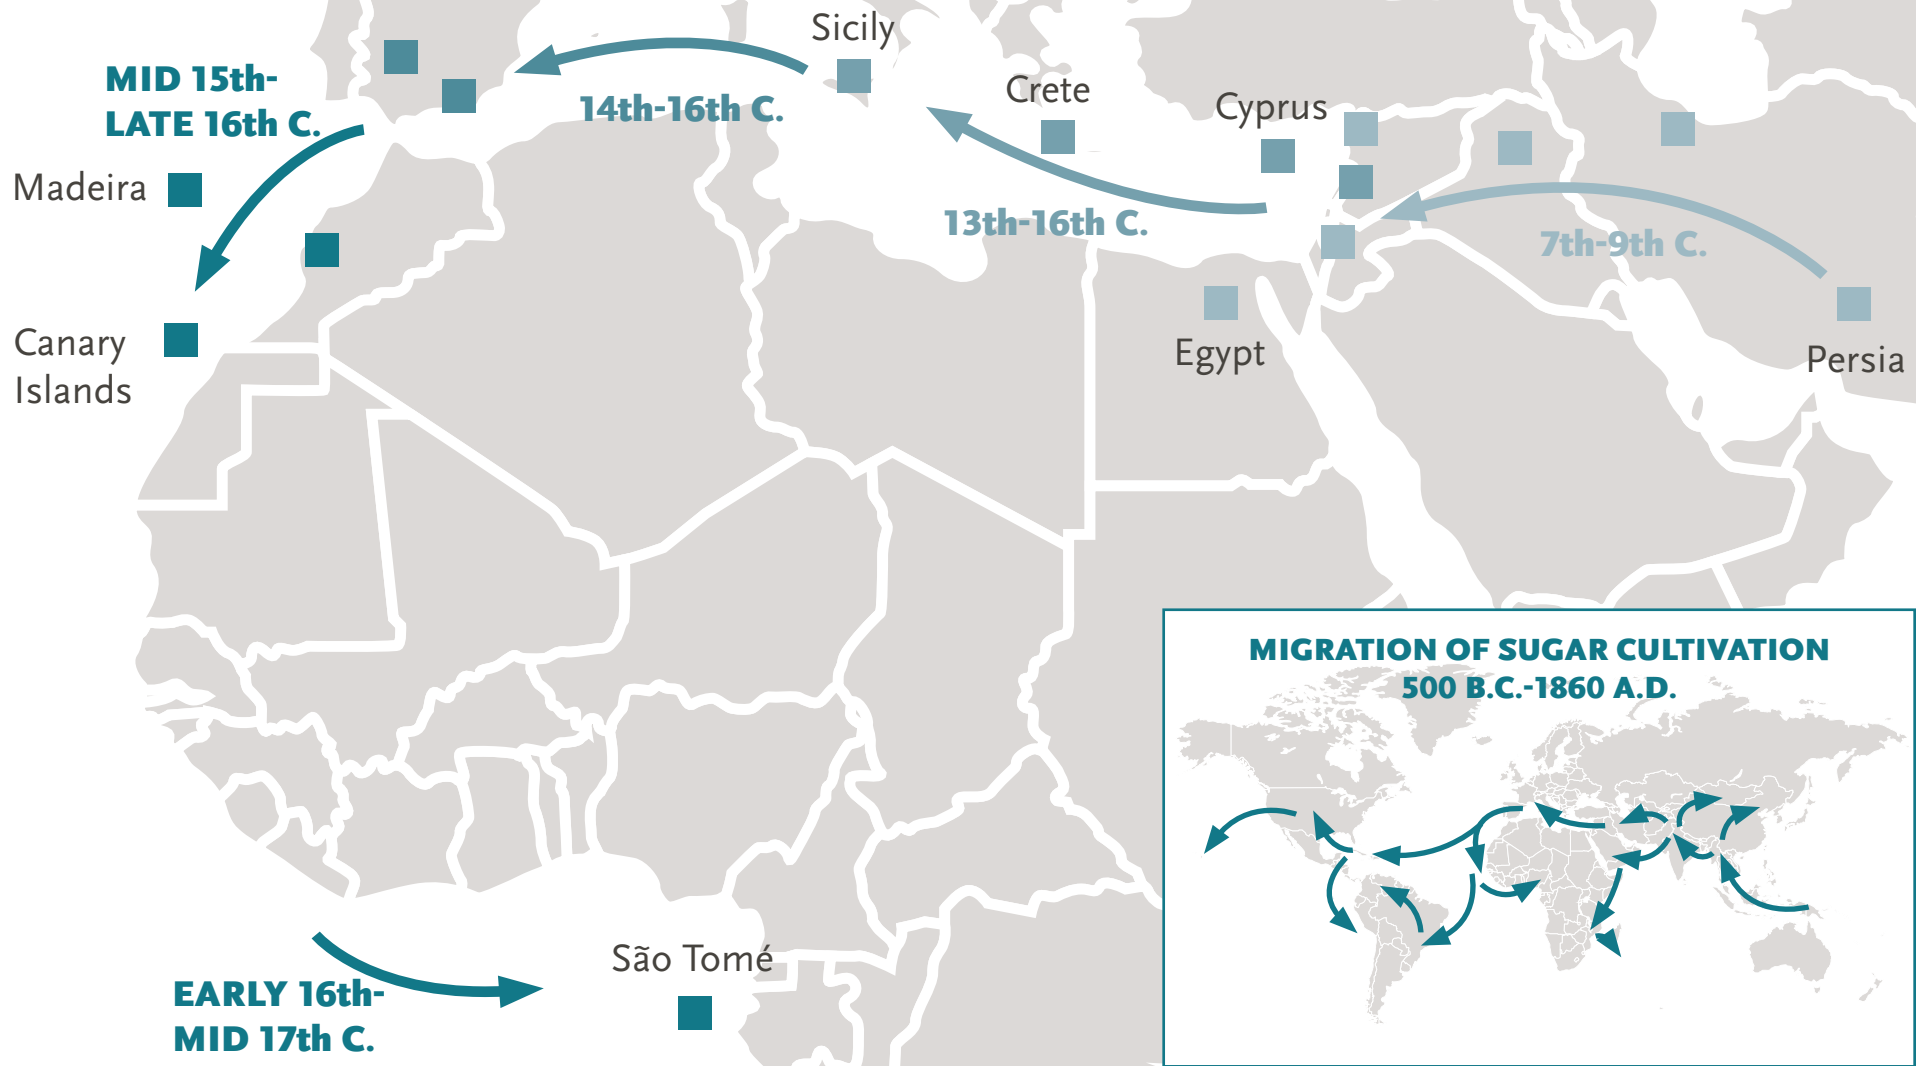 Sicily
MID 15th-
LATE 16th C.
14th-16th C.
Crete
Cyprus
Madeira
13th-16th C.
7th-9th C.
Canary
Islands
Egypt
Persia
MIGRATION OF SUGAR CULTIVATION
500 B.C.-1860 A.D.
São Tomé
EARLY 16th-
MID 17th C.